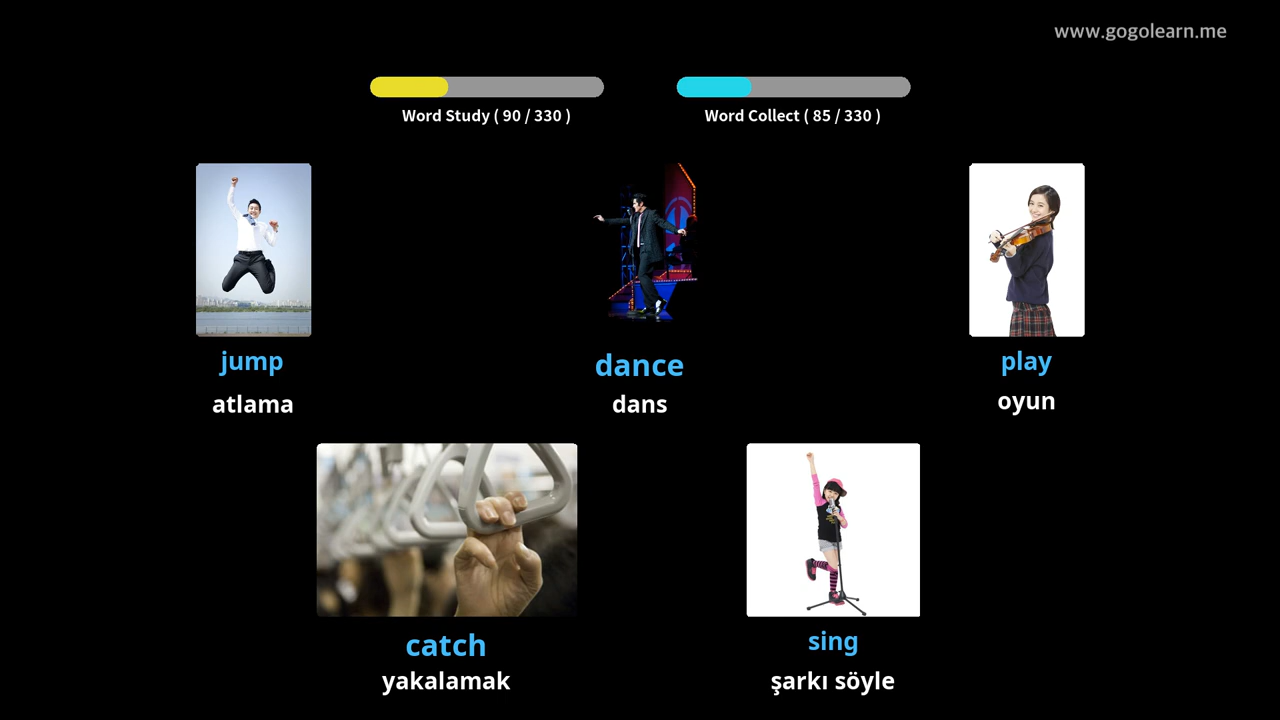 www.gogolearn.me
Word Study ( 90 / 330 )
Word Collect ( 85 / 330 )
jump
atlama
dance
dans
play
oyun
catch
yakalamak
sing
şarkı söyle